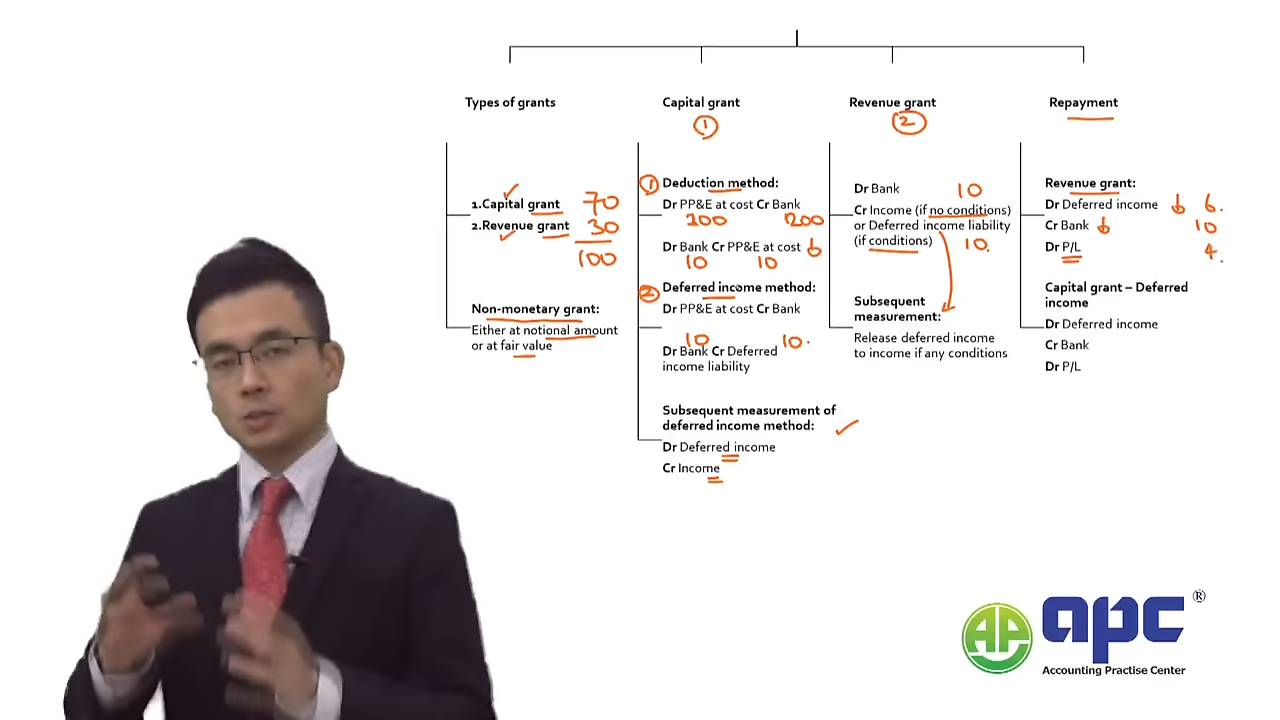 Types of grants
1.Capital grant 70
2.Revenue grant 30
100
Non-monetary grant:
Either at notional amount
or at fair value
Capital grant
1
1 Deduction method:
Dr PP&E at cost Cr Bank
200 200
Dr Bank Cr PP&E at cost
10 10
2 Deferred income method:
Dr PP&E at cost Cr Bank
10 10.
Dr Bank Cr Deferred
income liability
Subsequent measurement of
deferred income method:
Dr Deferred income
Cr Income
Revenue grant
2
Dr Bank 10
Cr Income (if no conditions)
or Deferred income liability
(if conditions) 10.
Subsequent
measurement:
Release deferred income
to income if any conditions
Repayment
Revenue grant:
Dr Deferred income 6.
Cr Bank 10
Dr P/L 4.
Capital grant – Deferred
income
Dr Deferred income
Cr Bank
Dr P/L
AP
apc ®
Accounting Practise Center